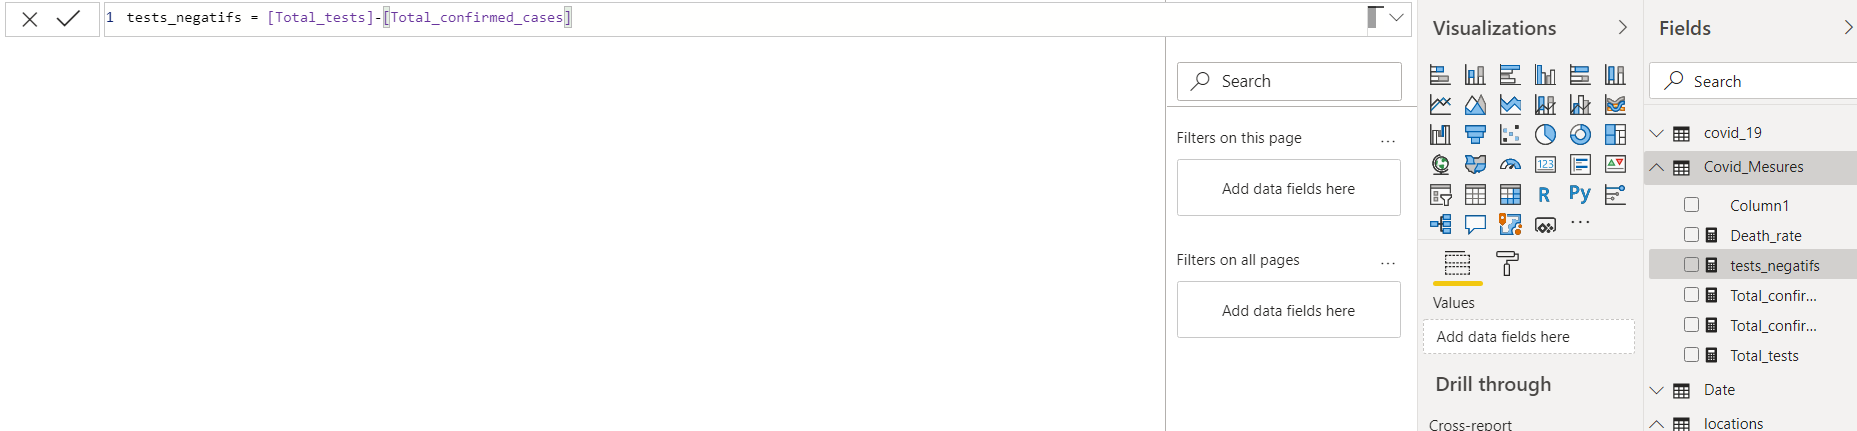 1 tests_negatifs = [Total_tests]-[Total_confirmed_cases]
Search
Filters on this page ...
Add data fields here
Filters on all pages ...
Add data fields here
Visualizations
123
R Py
...
Values
Add data fields here
Drill through
Cross-report
Fields
Search
covid_19
Covid_Mesures
Column1
Death_rate
tests_negatifs
Total_confir...
Total_confir...
Total_tests
Date
locations